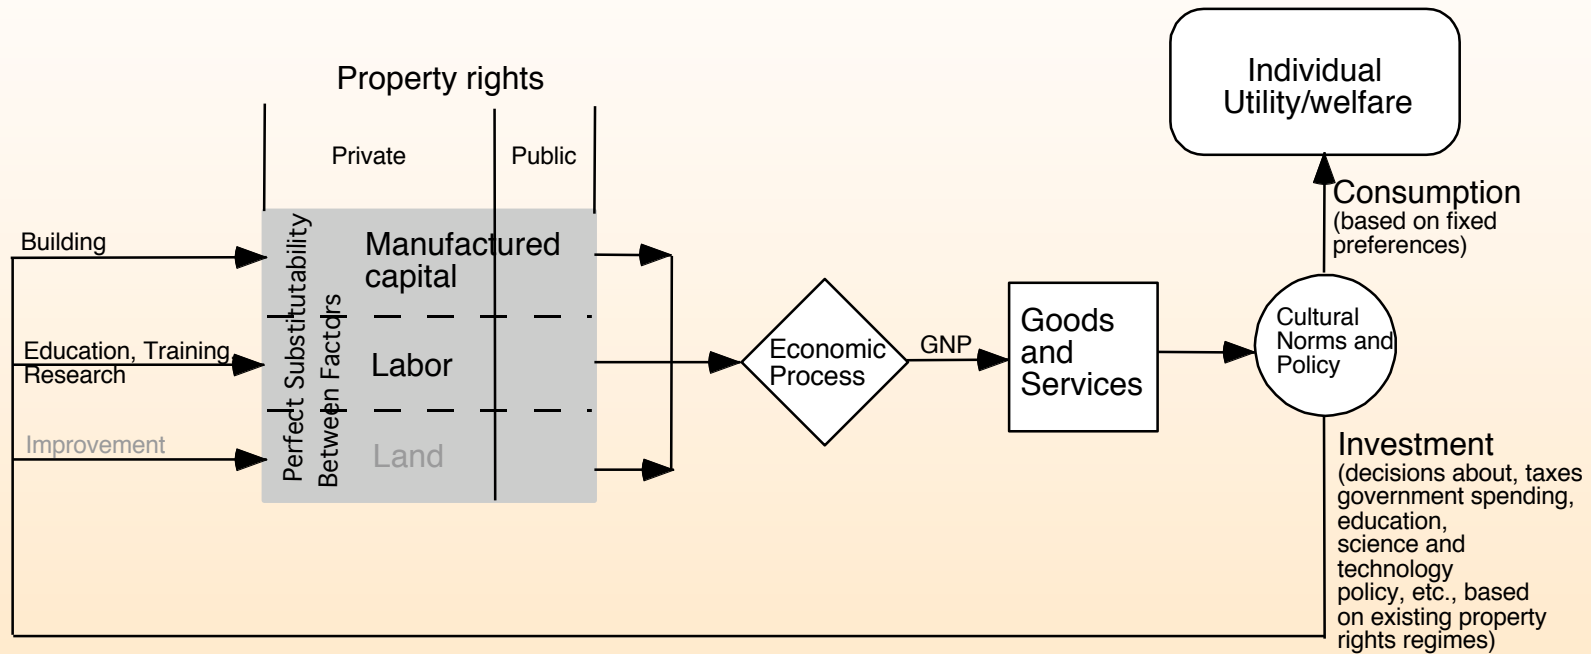 Property rights
Private
Public
Individual
Utility/welfare
Consumption
(based on fixed
preferences)
Building
Education, Training,
Research
Improvement
Perfect Substitutability
Between Factors
Manufactured
capital
Labor
Land
Economic
Process
GNP
Goods
and
Services
Cultural
Norms and
Policy
Investment
(decisions about, taxes
government spending,
education,
science and
technology
policy, etc., based
on existing property
rights regimes)